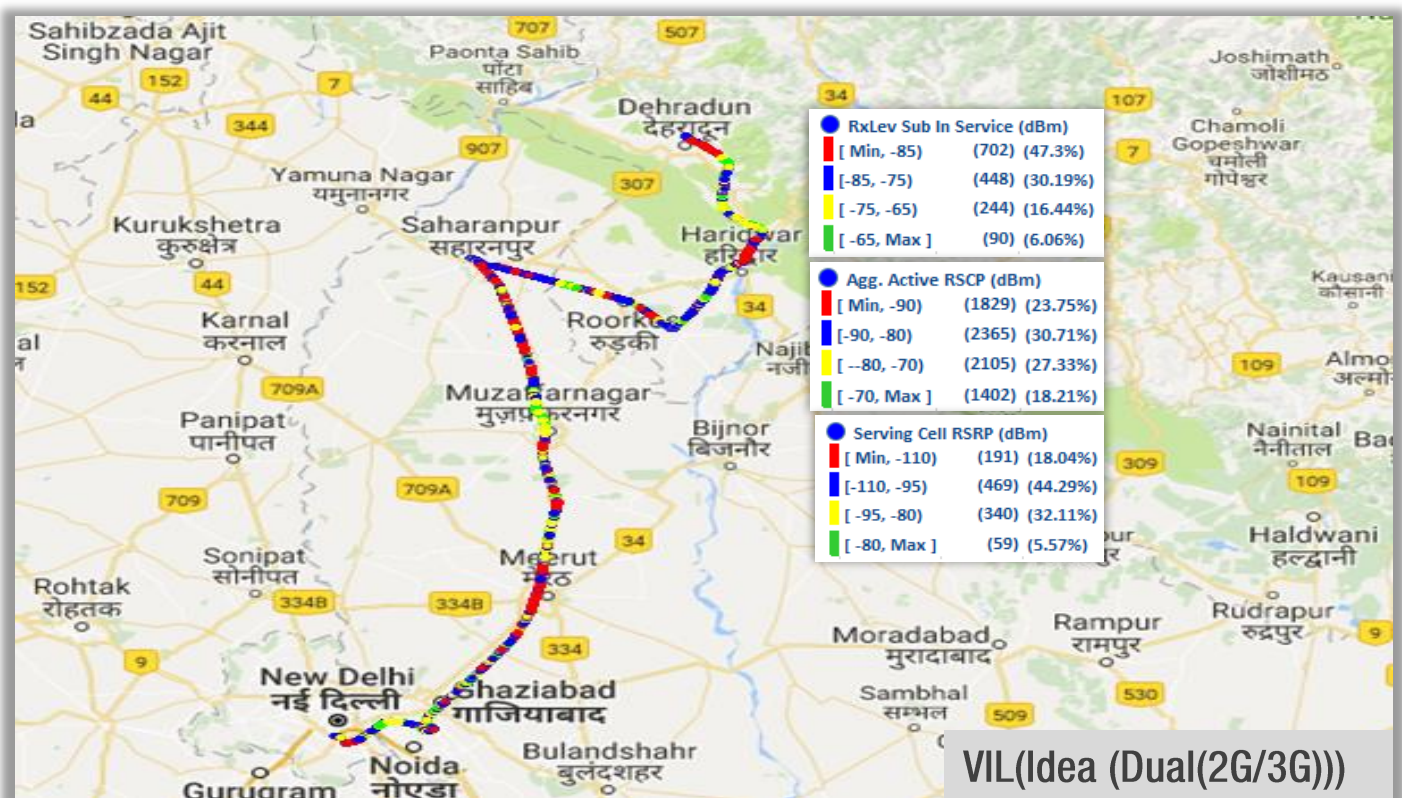 Sahibzada Ajit
Singh Nagar
707
507
Paonta Sahib
पांटा
साहिब
Joshimath
जोशीमठ
152
7
44
344
34
107
Dehradun
देहरादून
Chamoli
Gopeshwar
चमोली
गोपेश्वर
907
7
Yamuna Nagar
यमुनानगर
307
Kurukshetra
कुरुक्षेत्र
Saharanpur
सहारनपुर
Haridwar
हरिद्वार
RxLev Sub In Service (dBm)
[ Min, -85) (702) (47.3%)
[-85, -75) (448) (30.19%)
[ -75, -65) (244) (16.44%)
[ -65, Max ] (90) (6.06%)
152
44
34
Kausani
कौसानी
Agg. Active RSCP (dBm)
[ Min, -90) (1829) (23.75%)
[-90, -80) (2365) (30.71%)
[ --80, -70) (2105) (27.33%)
[ -70, Max ] (1402) (18.21%)
Karnal
करनाल
रुड़की
709A
109
Panipat
पानीपत
मुज़फ़्फ़रनगर
Bijnor
बिजनौर
Serving Cell RSRP (dBm)
[ Min, -110) (191) (18.04%)
[-110, -95) (469) (44.29%)
[ -95, -80) (340) (32.11%)
[ -80, Max ] (59) (5.57%)
Nainital
नैनीताल
309
109
709
709A
34
Sonipat
सोनीपत
Meerut
मेरठ
Haldwani
हल्द्वानी
Rohtak
रोहतक
334B
334B
Rudrapur
रुद्रपुर
9
Rampur
रामपुर
Moradabad
मुरादाबाद
334
9
New Delhi
नई दिल्ली
Ghaziabad
गाजियाबाद
Sambhal
सम्भल
509
530
Noida
नोएडा
Bulandshahr
बुलंदशहर
Gurugram
VIL(Idea (Dual(2G/3G)))